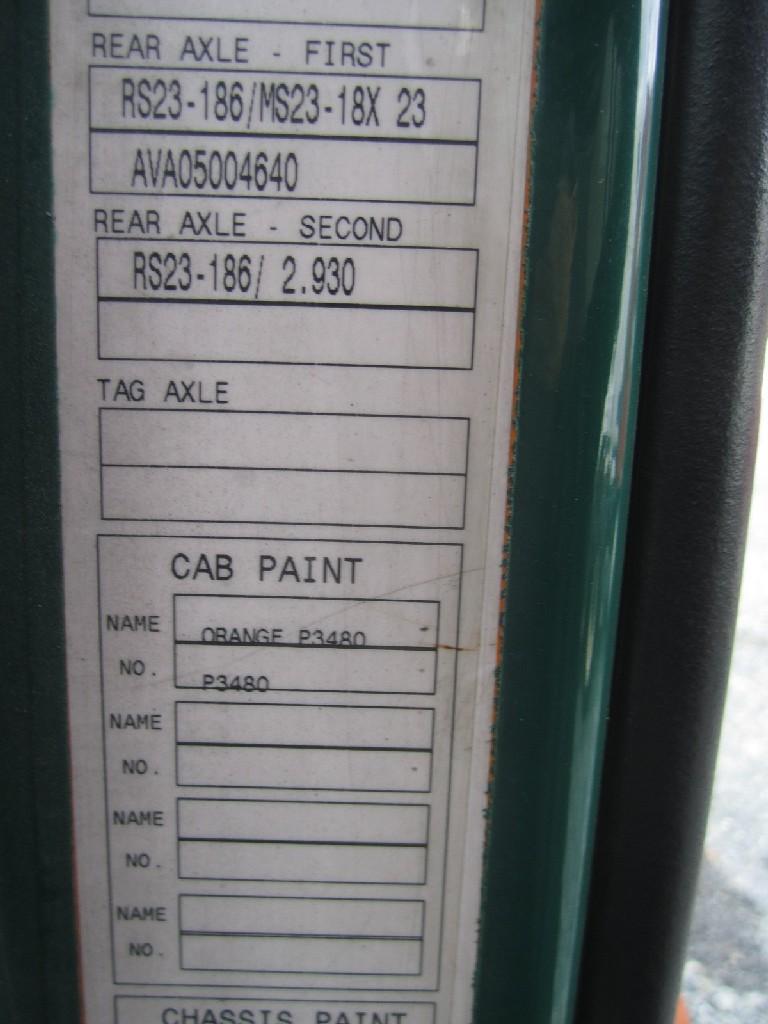 REAR AXLE - FIRST
RS23-186/MS23-18X 23
AVA05004640
REAR AXLE - SECOND
RS23-186/ 2.930
TAG AXLE
CAB PAINT
NAME ORANGE P3480
NO. P3480
NAME
NO.
NAME
NO.
NAME
NO.
CHASSIS PAINT